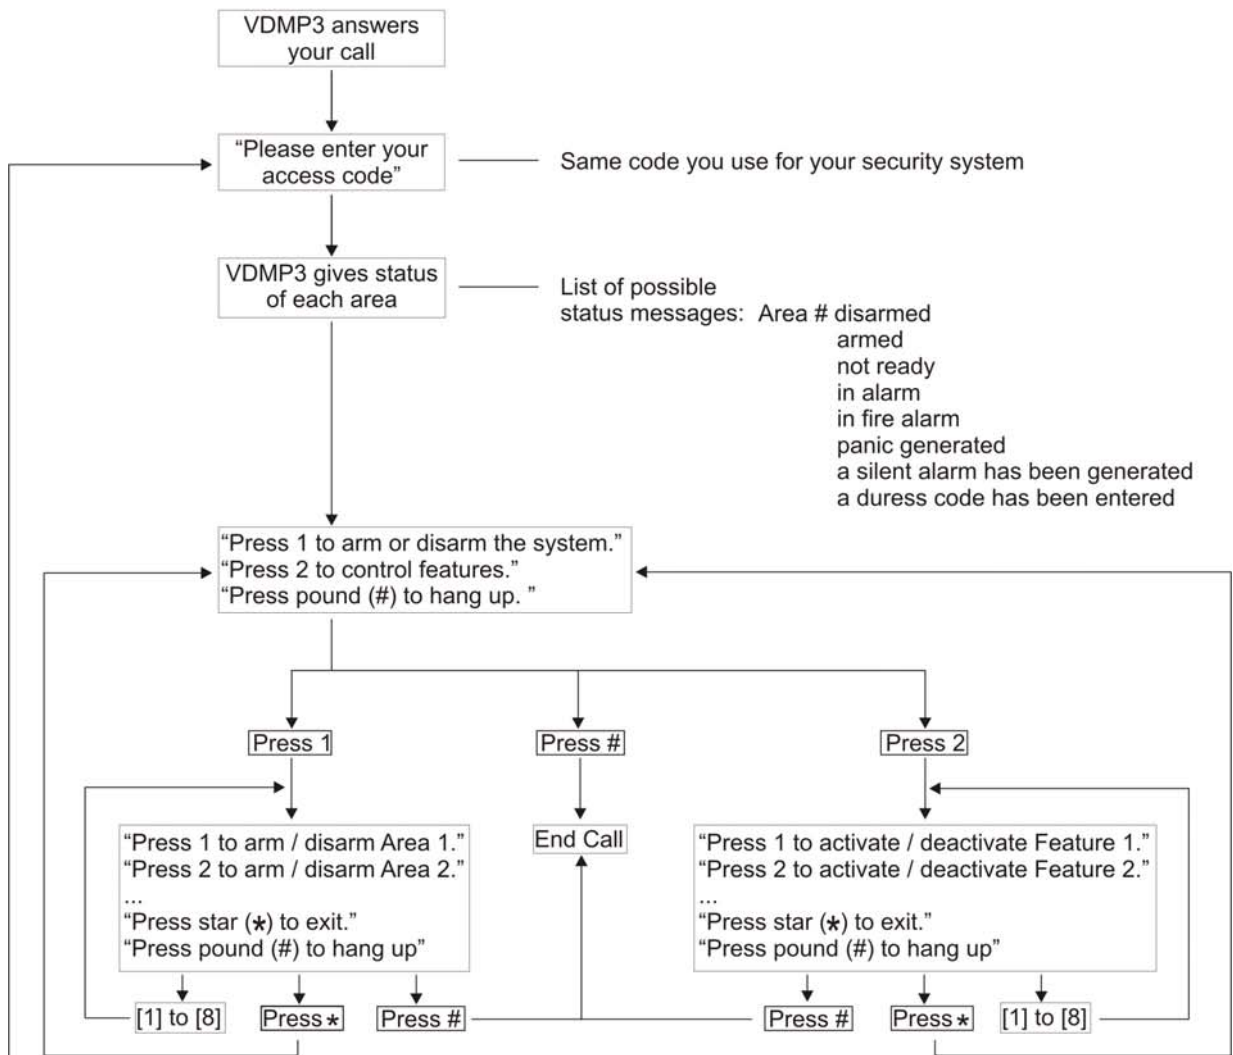 VDMP3 answers
your call
“Please enter your
access code”
Same code you use for your security system
VDMP3 gives status
of each area
List of possible
status messages: Area # disarmed
armed
not ready
in alarm
in fire alarm
panic generated
a silent alarm has been generated
a duress code has been entered
“Press 1 to arm or disarm the system.”
“Press 2 to control features.”
“Press pound (#) to hang up. ”
Press 1
Press #
Press 2
“Press 1 to arm / disarm Area 1.”
“Press 2 to arm / disarm Area 2.”
...
“Press star (*) to exit.”
“Press pound (#) to hang up”
End Call
“Press 1 to activate / deactivate Feature 1.”
“Press 2 to activate / deactivate Feature 2.”
...
“Press star (*) to exit.”
“Press pound (#) to hang up”
[1] to [8]
Press *
Press #
Press #
Press *
[1] to [8]